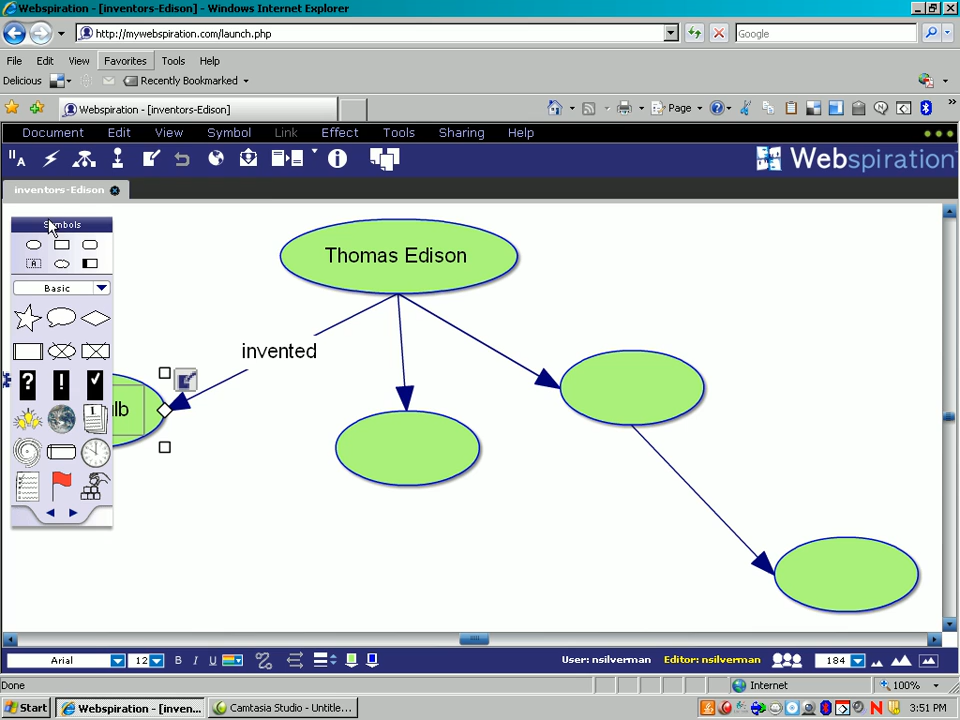 Webspiration - [inventors-Edison] - Windows Internet Explorer
http://mywebspiration.com/launch.php
Google
File Edit View Favorites Tools Help
Delicious Recently Bookmarked
Webspiration - [inventors-Edison]
Page
Document Edit View Symbol Link Effect Tools Sharing Help
Webspiration
inventors-Edison
Symbols
Thomas Edison
Basic
invented
lb
Arial 12 B I U
User: nsilverman Editor: nsilverman 184
Done Internet 100%
Start Webspiration - [inven... Camtasia Studio - Untitle... 3:51 PM